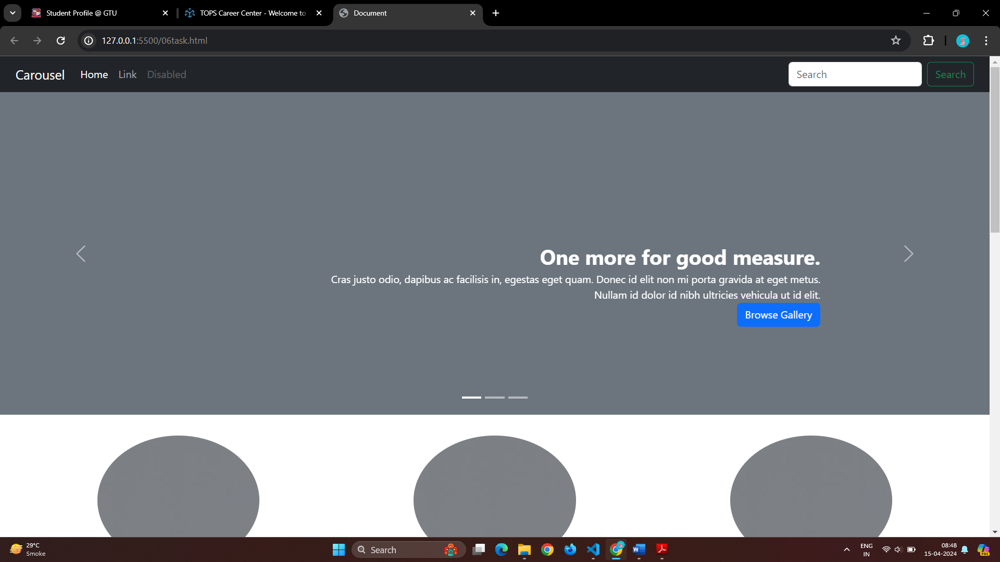 Student Profile @ GTU
TOPS Career Center - Welcome to
Document
127.0.0.1:5500/06task.html
Carousel
Home
Link
Disabled
Search
Search
One more for good measure.
Cras justo odio, dapibus ac facilisis in, egestas eget quam. Donec id elit non mi porta gravida at eget metus.
Nullam id dolor id nibh ultricies vehicula ut id elit.
Browse Gallery
29°C
Smoke
Search
ENG
IN
08:48
15-04-2024
PRE